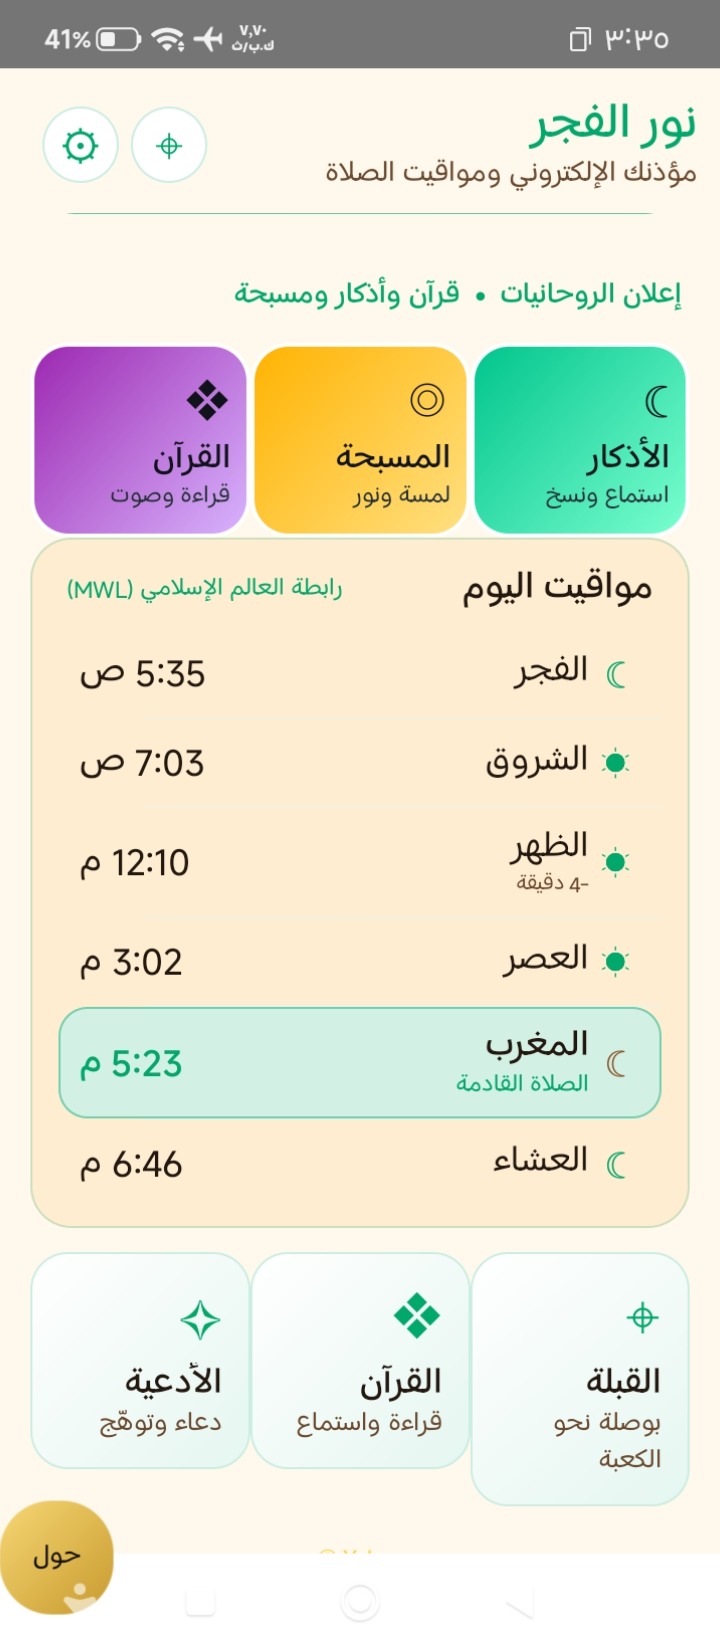 41%
٧,٧٠
ك.ب/ث
٣:٣٥
نور الفجر
مؤذنك الإلكتروني ومواقيت الصلاة
إعلان الروحانيات • قرآن وأذكار ومسبحة
الأذكار
استماع ونسخ
المسبحة
لمسة ونور
القرآن
قراءة وصوت
مواقيت اليوم
رابطة العالم الإسلامي (MWL)
الفجر 5:35 ص
الشروق 7:03 ص
الظهر 12:10 م
-4 دقيقة
العصر 3:02 م
المغرب 5:23 م
الصلاة القادمة
العشاء 6:46 م
القبلة
بوصلة نحو
الكعبة
القرآن
قراءة واستماع
الأدعية
دعاء وتوهّج
حول